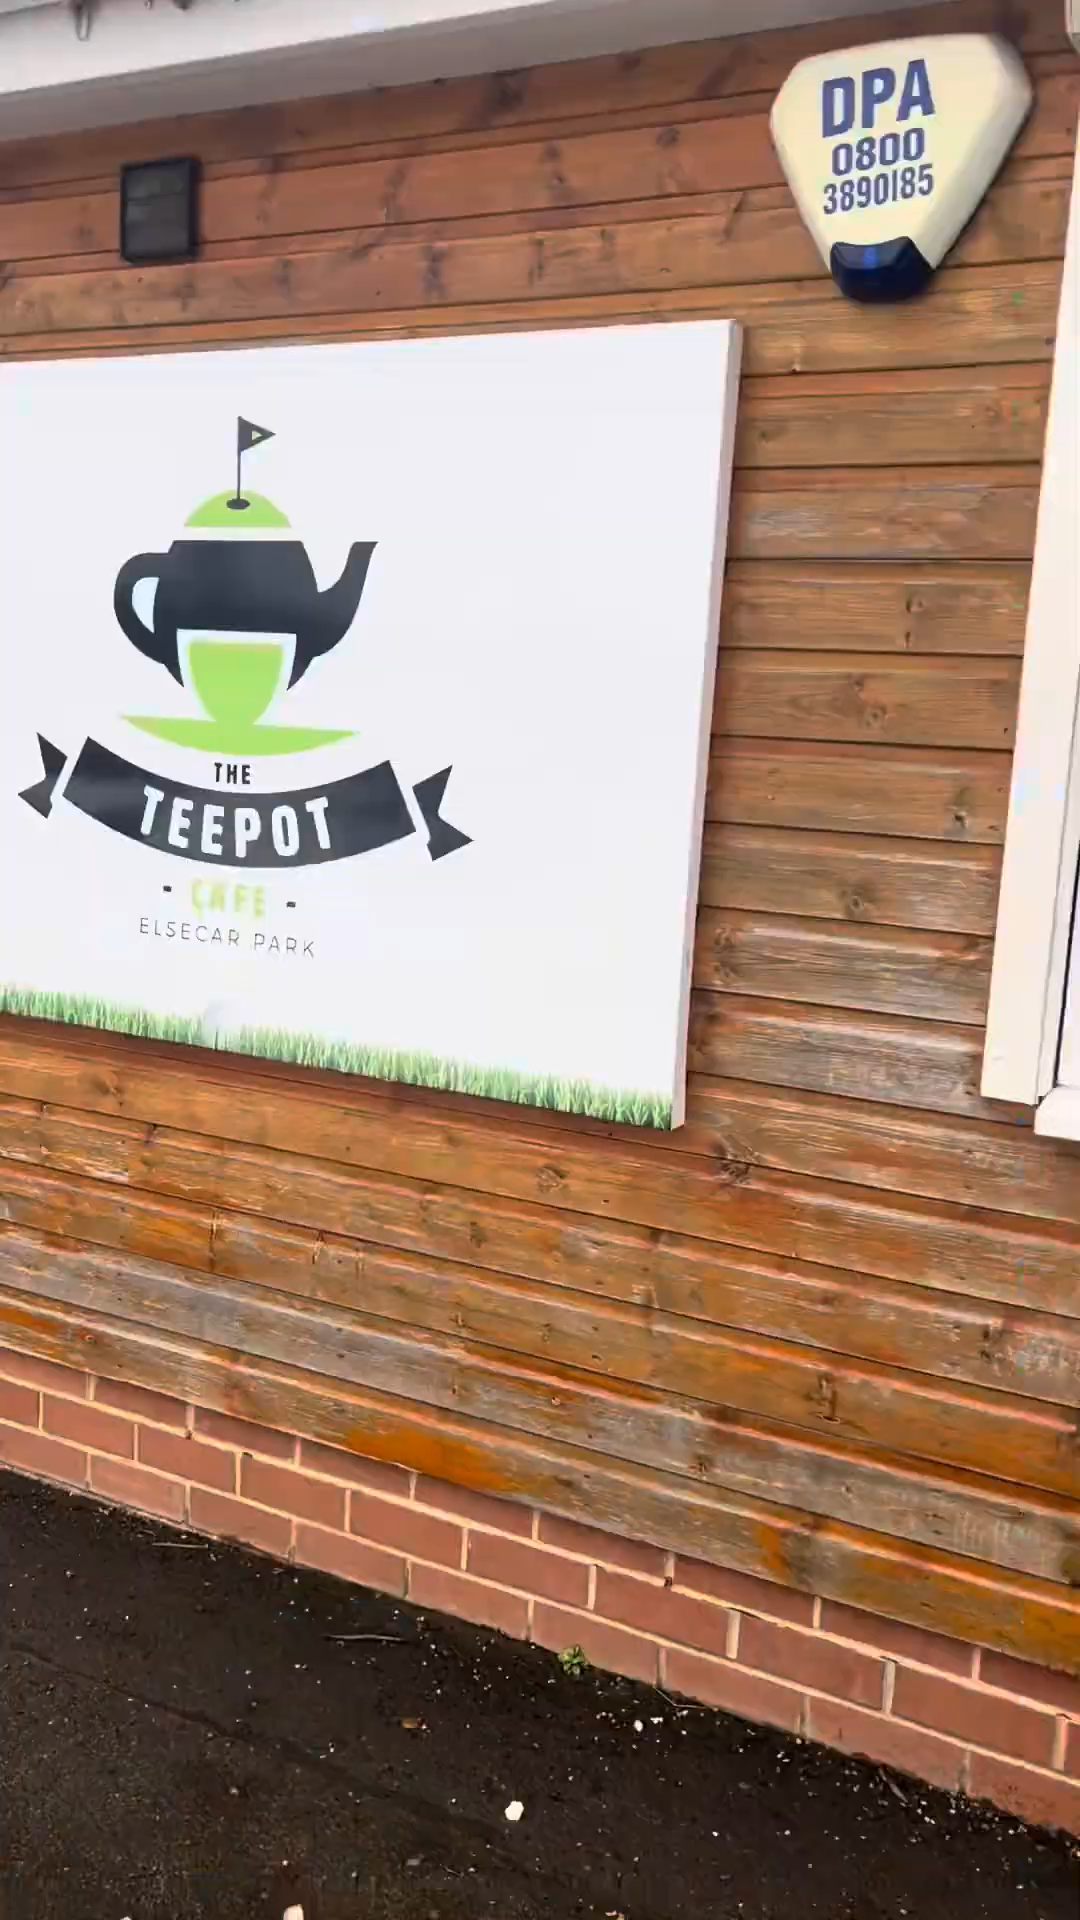 DPA
0800
3890185
THE
TEEPOT
- CAFE -
ELSECAR PARK